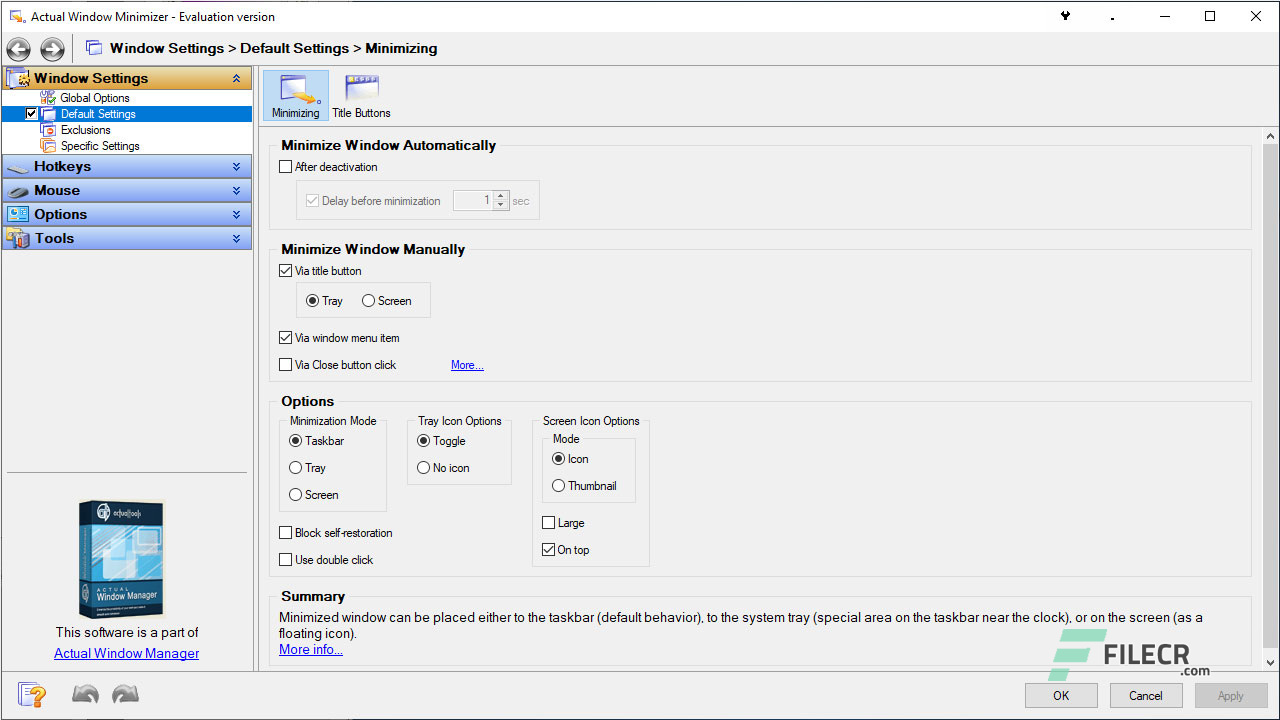 Actual Window Minimizer - Evaluation version
Window Settings > Default Settings > Minimizing
Window Settings
Global Options
Default Settings
Exclusions
Specific Settings
Hotkeys
Mouse
Options
Tools
actualtools
ACTUAL
Window Manager
This software is a part of
Actual Window Manager
Minimizing
Title Buttons
Minimize Window Automatically
After deactivation
Delay before minimization 1 sec
Minimize Window Manually
Via title button
Tray Screen
Via window menu item
Via Close button click More...
Options
Minimization Mode
Taskbar
Tray
Screen
Tray Icon Options
Toggle
No icon
Screen Icon Options
Mode
Icon
Thumbnail
Large
On top
Block self-restoration
Use double click
Summary
Minimized window can be placed either to the taskbar (default behavior), to the system tray (special area on the taskbar near the clock), or on the screen (as a
floating icon).
More info...
FILECR
.com
OK Cancel Apply